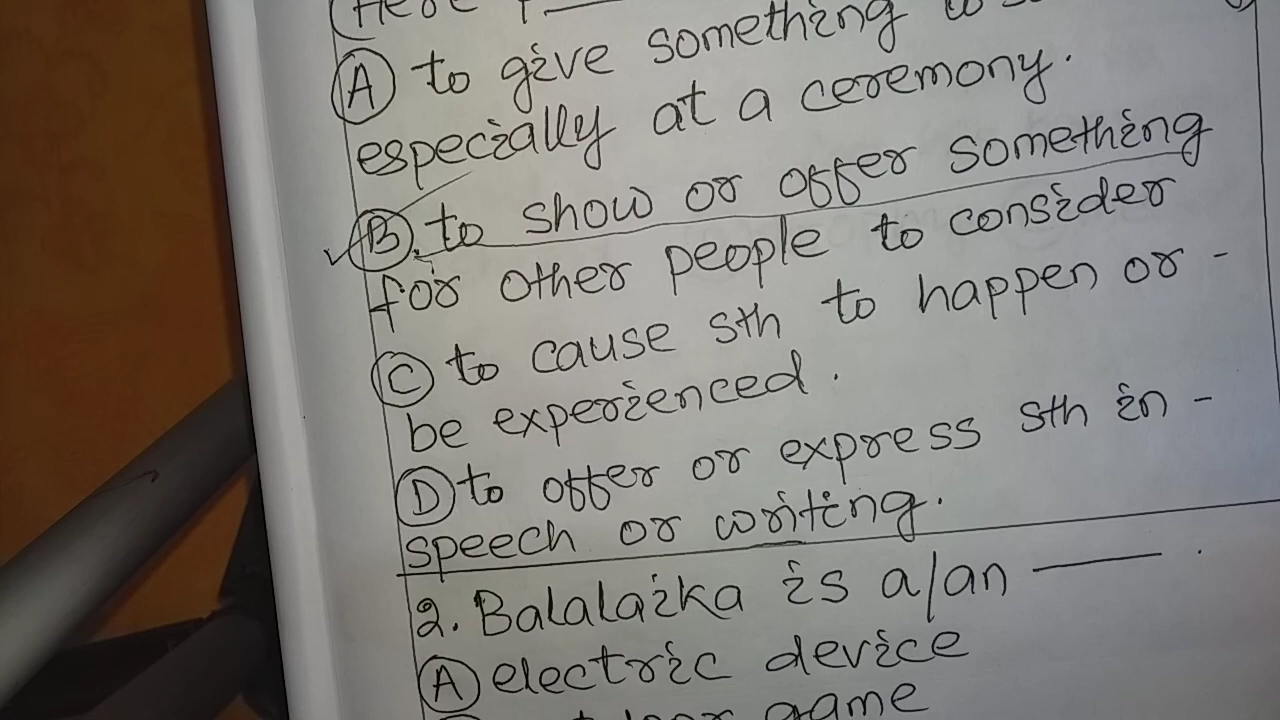 (Here
(A) to give something to
especially at a ceremony.
(B). to show or offer something
for other people to consider
(C) to cause sth to happen or -
be experienced.
(D) to offer or express sth in -
speech or writing.
2. Balalaika is a/an ——— .
(A) electric device
game